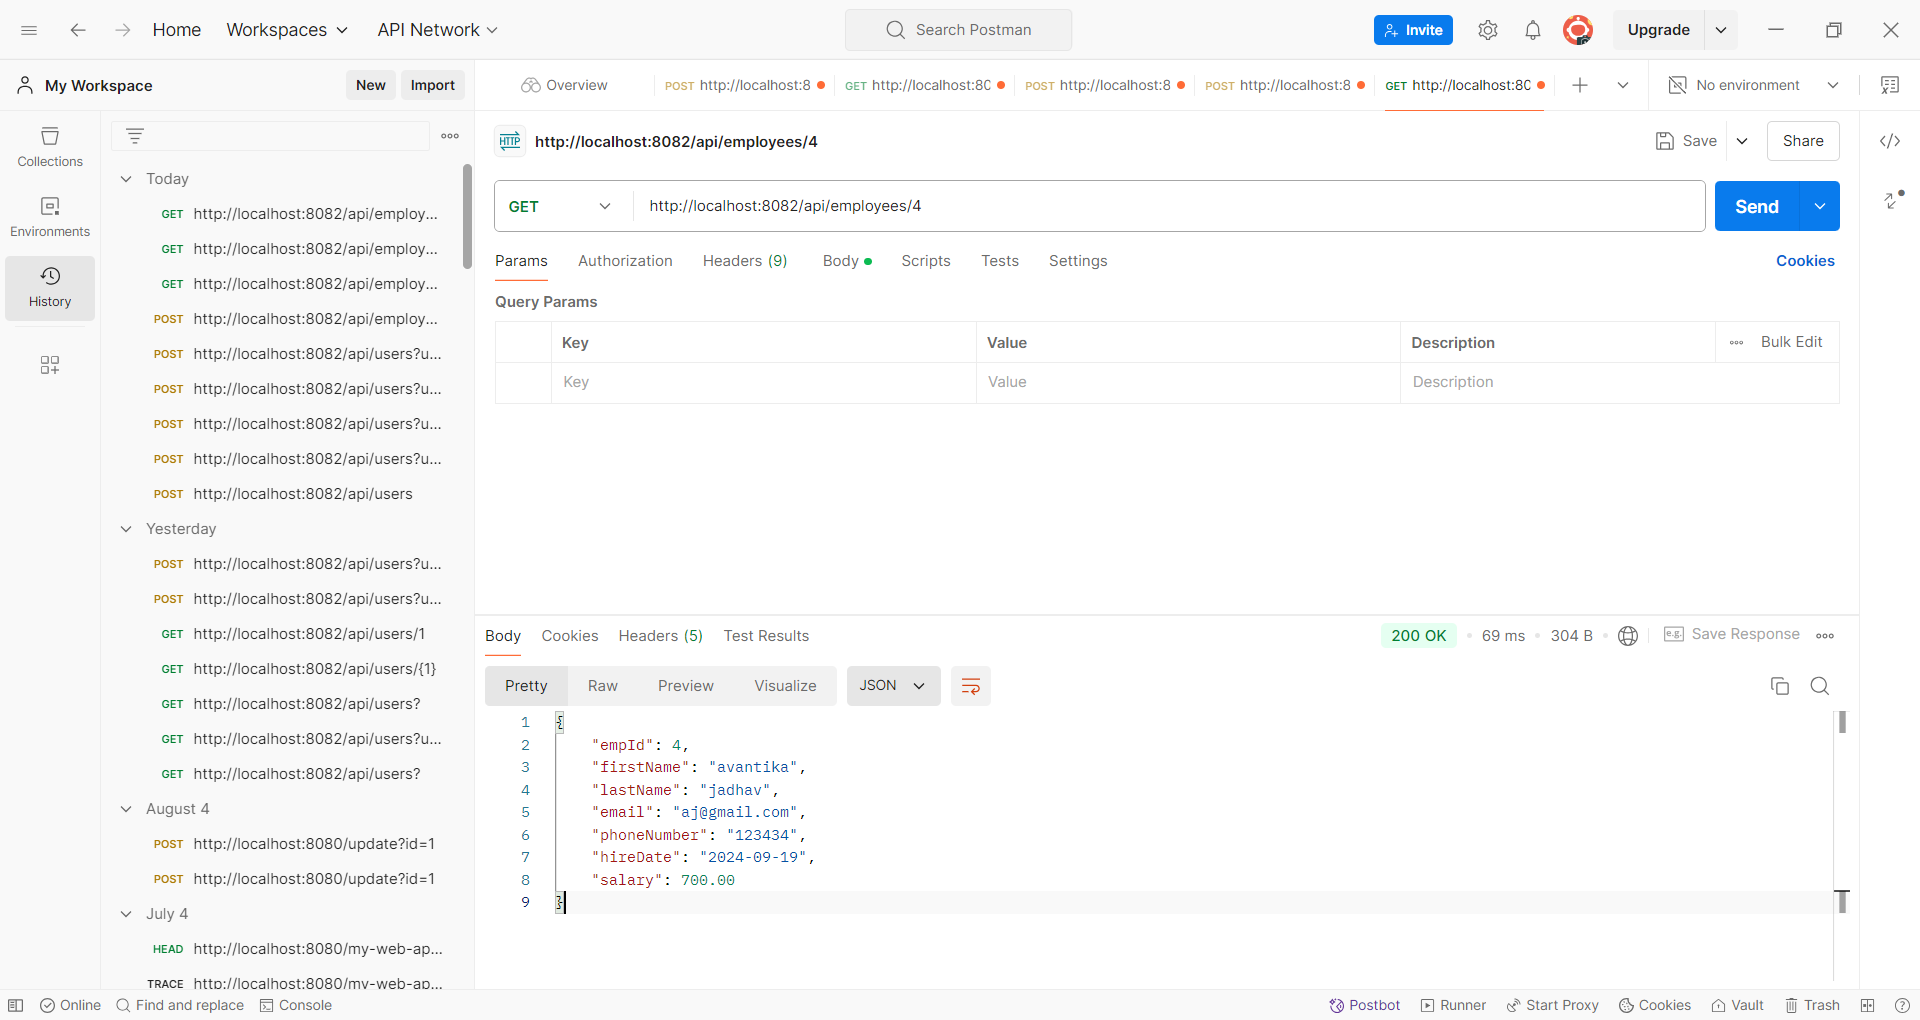 Home
Workspaces
API Network
Search Postman
Invite
Upgrade
My Workspace
New
Import
Overview
POST http://localhost:8
GET http://localhost:80
POST http://localhost:8
POST http://localhost:8
GET http://localhost:80
No environment
Collections
Environments
History
Today
GET http://localhost:8082/api/employ...
GET http://localhost:8082/api/employ...
GET http://localhost:8082/api/employ...
POST http://localhost:8082/api/employ...
POST http://localhost:8082/api/users?u...
POST http://localhost:8082/api/users?u...
POST http://localhost:8082/api/users?u...
POST http://localhost:8082/api/users?u...
POST http://localhost:8082/api/users
Yesterday
POST http://localhost:8082/api/users?u...
POST http://localhost:8082/api/users?u...
GET http://localhost:8082/api/users/1
GET http://localhost:8082/api/users/{1}
GET http://localhost:8082/api/users?
GET http://localhost:8082/api/users?u...
GET http://localhost:8082/api/users?
August 4
POST http://localhost:8080/update?id=1
POST http://localhost:8080/update?id=1
July 4
HEAD http://localhost:8080/my-web-ap...
TRACE http://localhost:8080/my-web-ap...
HTTP http://localhost:8082/api/employees/4
Save
Share
GET http://localhost:8082/api/employees/4
Send
Params Authorization Headers (9) Body Scripts Tests Settings
Cookies
Query Params
Key Value Description Bulk Edit
Key Value Description
Body Cookies Headers (5) Test Results
200 OK 69 ms 304 B e.g. Save Response
Pretty Raw Preview Visualize JSON
1 {
2 "empId": 4,
3 "firstName": "avantika",
4 "lastName": "jadhav",
5 "email": "aj@gmail.com",
6 "phoneNumber": "123434",
7 "hireDate": "2024-09-19",
8 "salary": 700.00
9 }
Online Find and replace Console
Postbot Runner Start Proxy Cookies Vault Trash